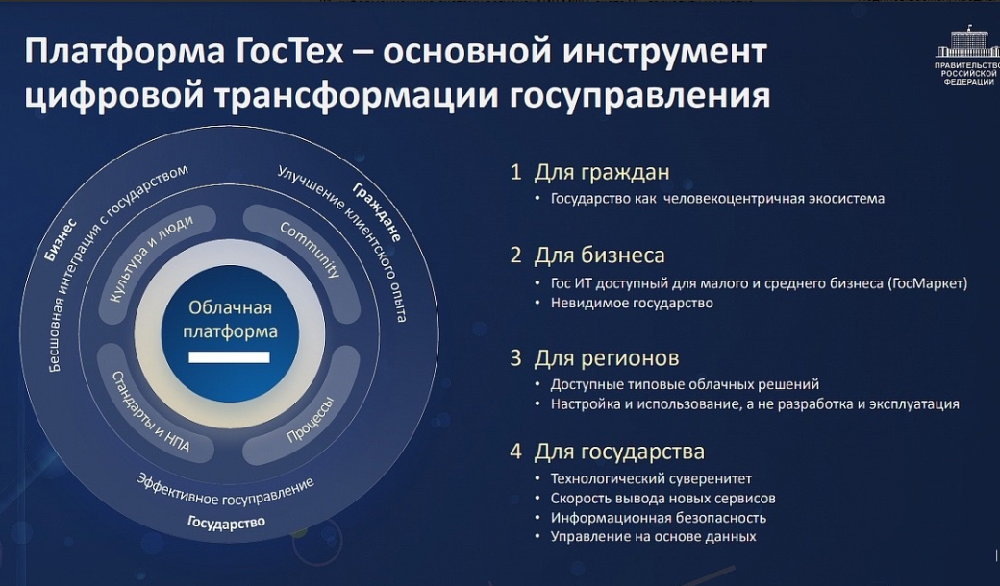 Платформа ГосТех – основной инструмент
цифровой трансформации госуправления
ПРАВИТЕЛЬСТВО
РОССИЙСКОЙ
ФЕДЕРАЦИИ
Бизнес
Бесшовная интеграция с государством
Граждане
Улучшение клиентского опыта
Культура и люди
Community
Облачная
платформа
Стандарты и НПА
Процессы
Эффективное госуправление
Государство
1 Для граждан
• Государство как человекоцентричная экосистема
2 Для бизнеса
• Гос ИТ доступный для малого и среднего бизнеса (ГосМаркет)
• Невидимое государство
3 Для регионов
• Доступные типовые облачных решений
• Настройка и использование, а не разработка и эксплуатация
4 Для государства
• Технологический суверенитет
• Скорость вывода новых сервисов
• Информационная безопасность
• Управление на основе данных